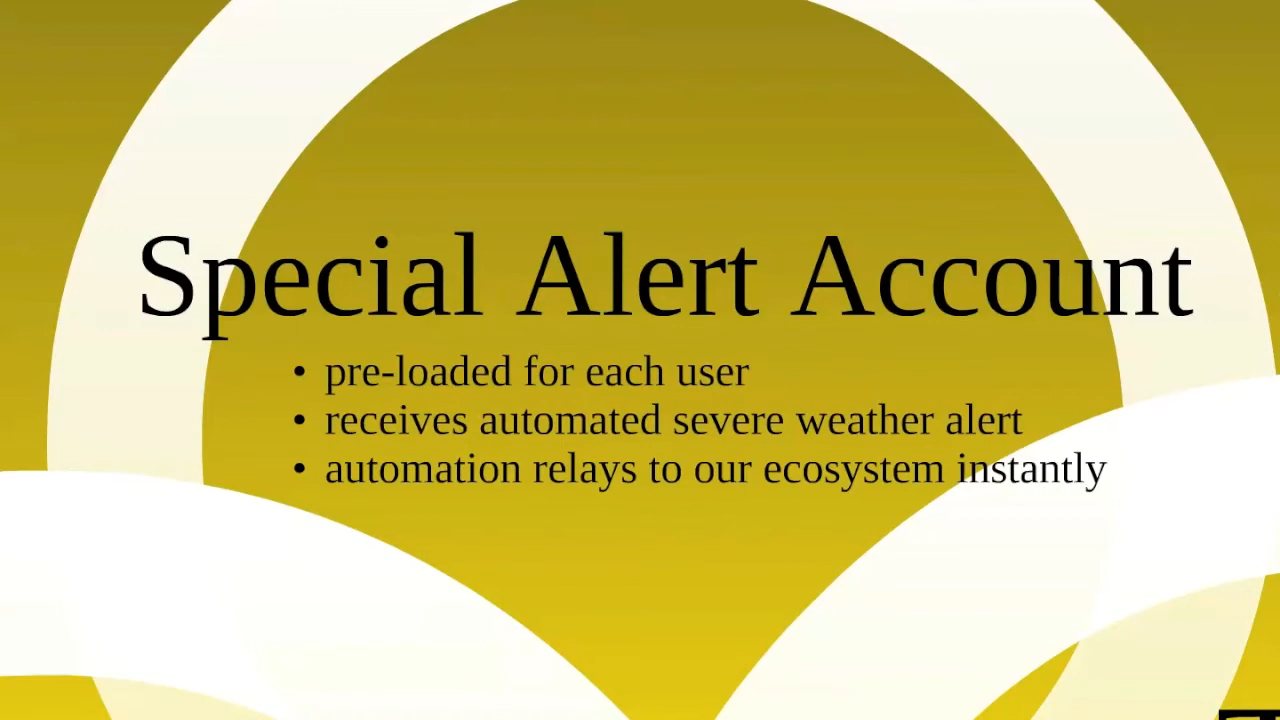 Special Alert Account
• pre-loaded for each user
• receives automated severe weather alert
• automation relays to our ecosystem instantly